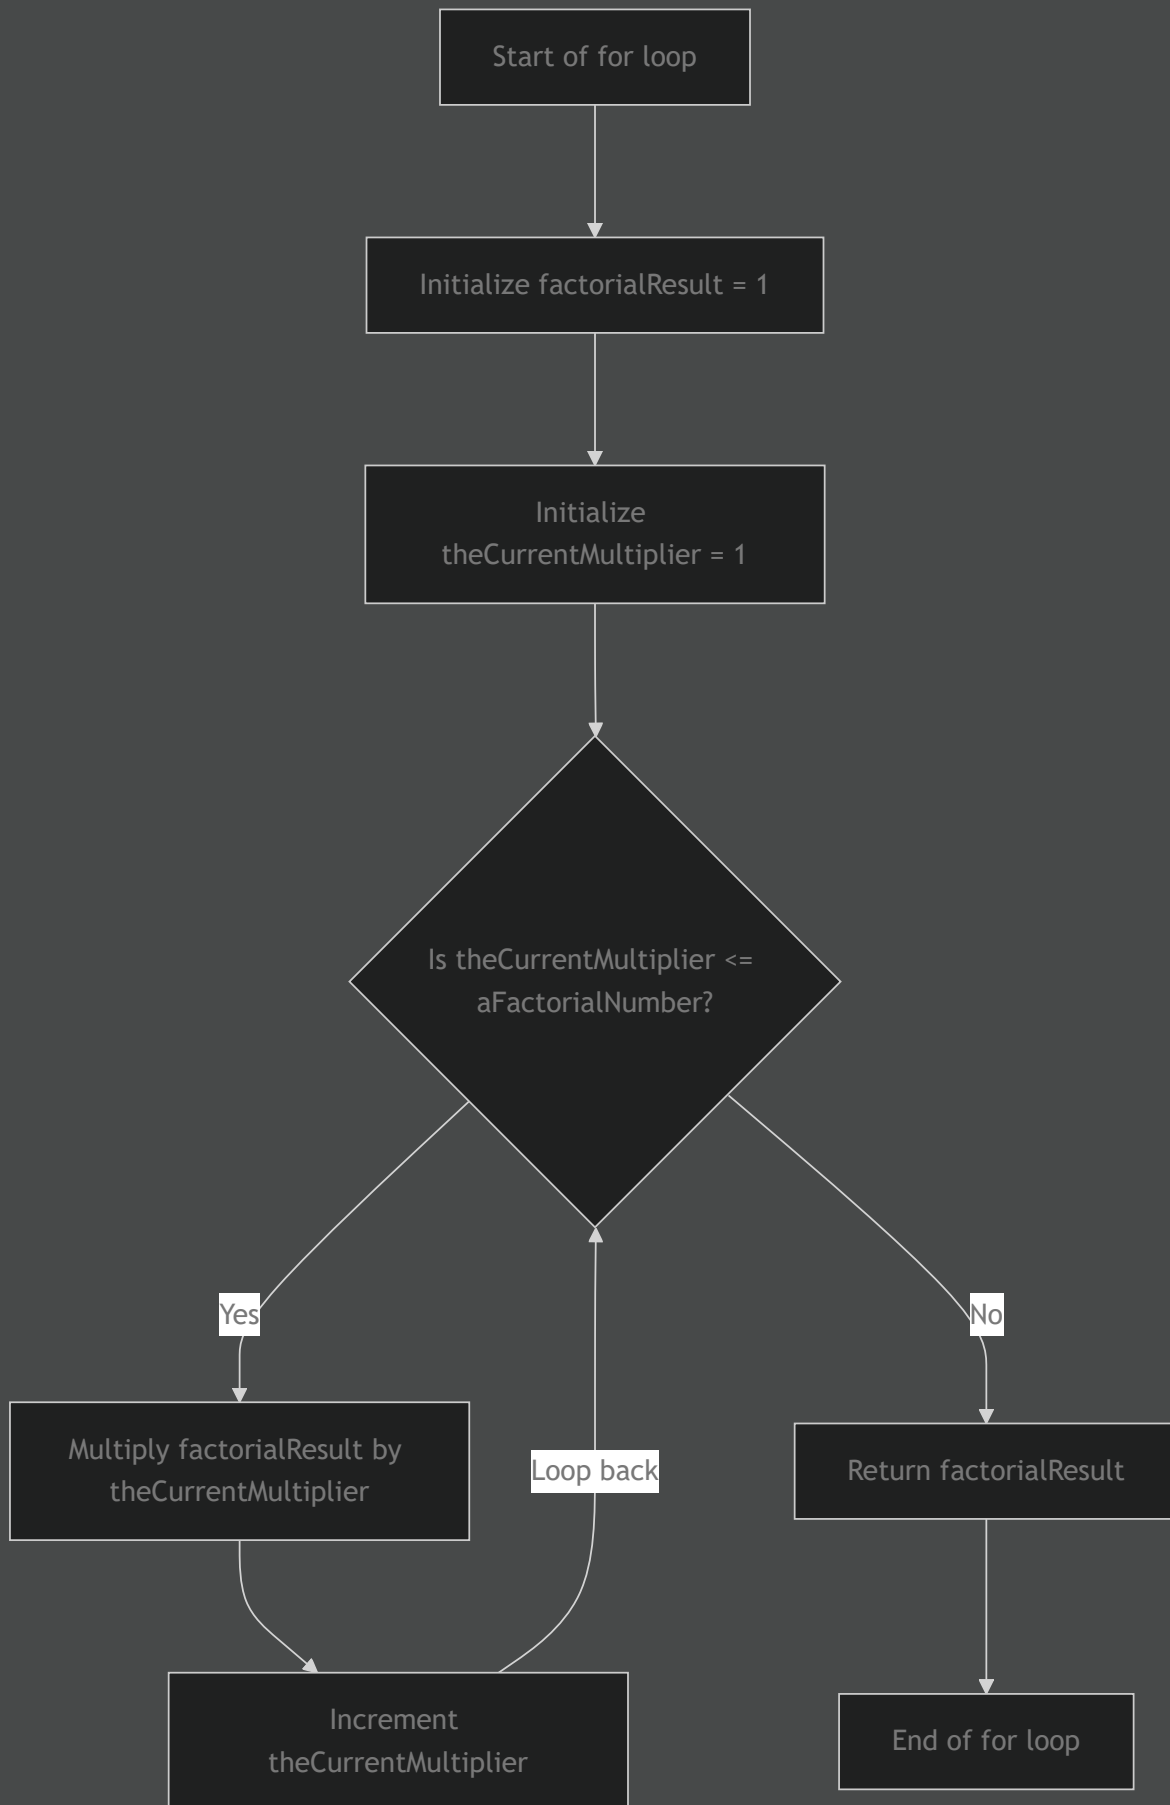 Start of for loop
Initialize factorialResult = 1
Initialize
theCurrentMultiplier = 1
Is theCurrentMultiplier <=
aFactorialNumber?
Yes
No
Multiply factorialResult by
theCurrentMultiplier
Loop back
Return factorialResult
Increment
theCurrentMultiplier
End of for loop